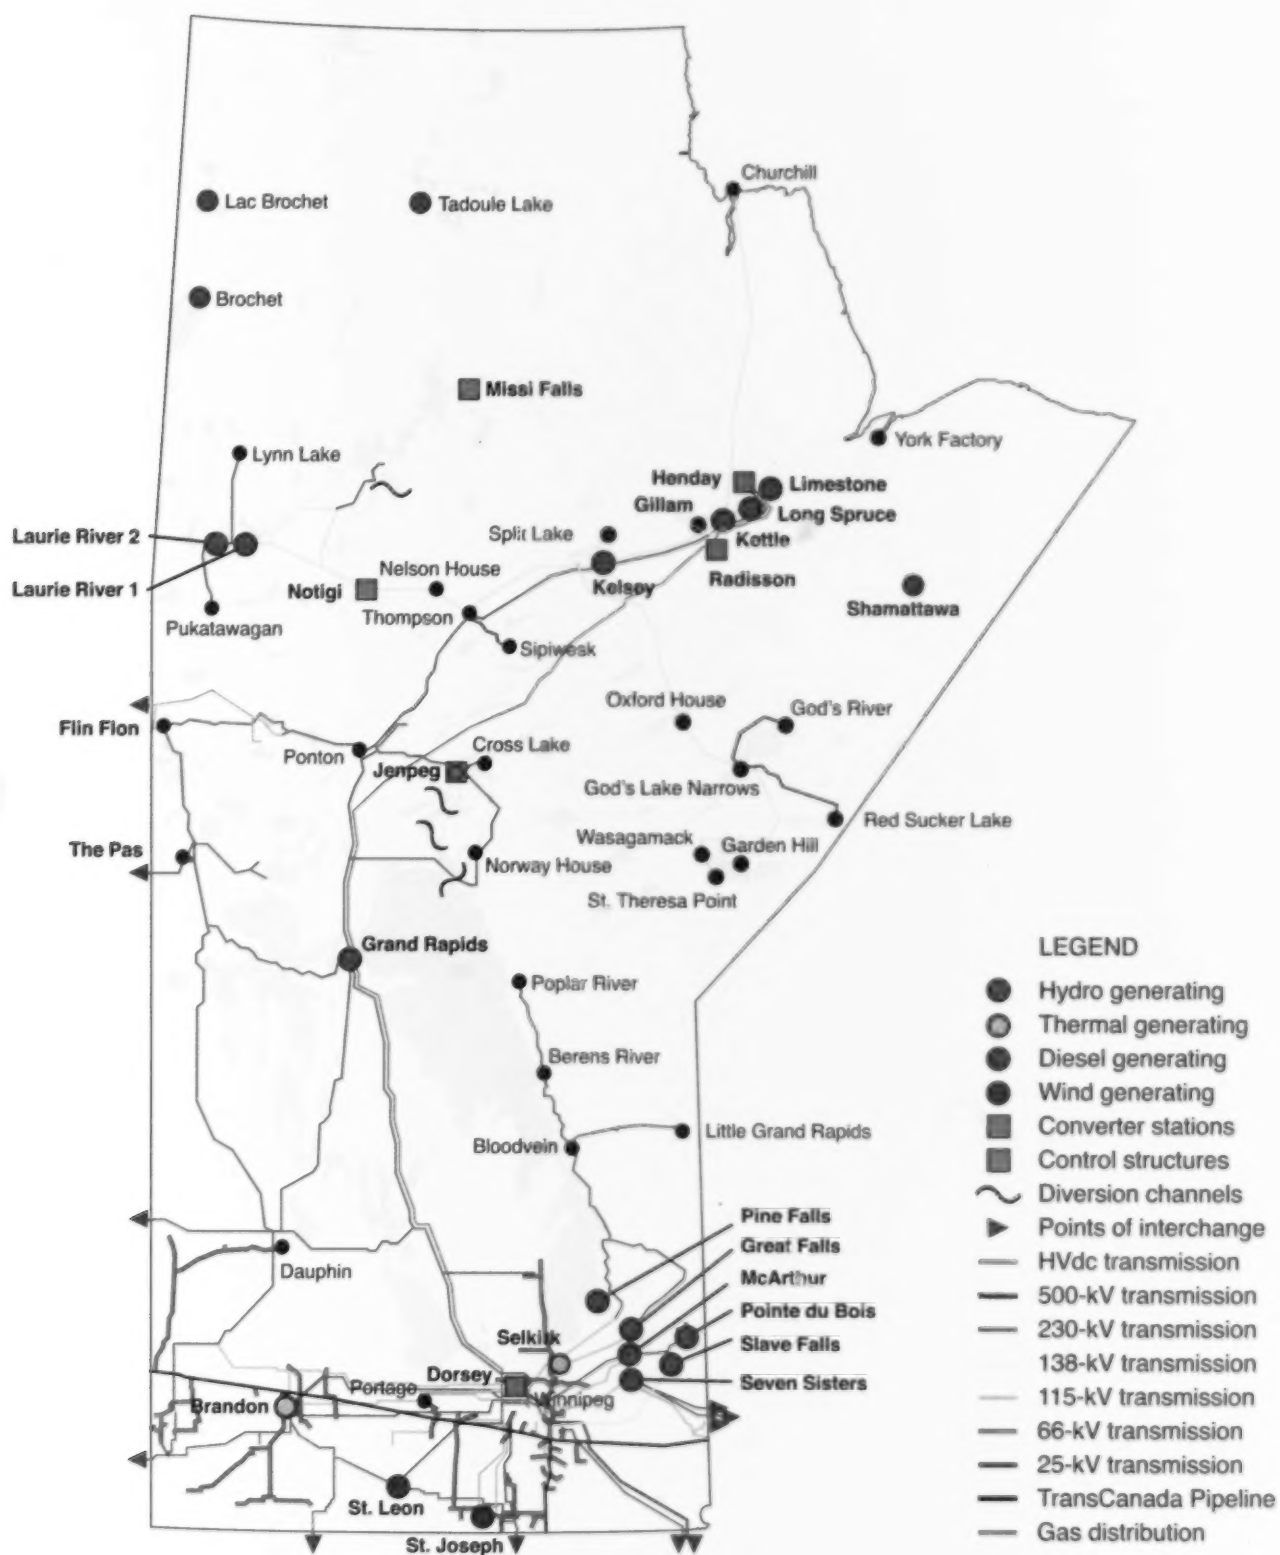 Churchill
Lac Brochet
Tadoule Lake
Brochet
Missi Falls
York Factory
Lynn Lake
Henday
Limestone
Gillam
Long Spruce
Laurie River 2
Split Lake
Kettle
Laurie River 1
Notigi
Nelson House
Kelsey
Radisson
Shamattawa
Thompson
Pukatawagan
Sipiwesk
Oxford House
God's River
Flin Flon
Ponton
Cross Lake
Jenpeg
God's Lake Narrows
Red Sucker Lake
The Pas
Wasagamack
Garden Hill
Norway House
St. Theresa Point
Grand Rapids
Poplar River
Berens River
Bloodvein
Little Grand Rapids
Pine Falls
Great Falls
Dauphin
McArthur
Pointe du Bois
Selkirk
Slave Falls
Dorsey
Seven Sisters
Portage
Winnipeg
Brandon
St. Leon
St. Joseph
LEGEND
Hydro generating
Thermal generating
Diesel generating
Wind generating
Converter stations
Control structures
Diversion channels
Points of interchange
HVdc transmission
500-kV transmission
230-kV transmission
138-kV transmission
115-kV transmission
66-kV transmission
25-kV transmission
TransCanada Pipeline
Gas distribution